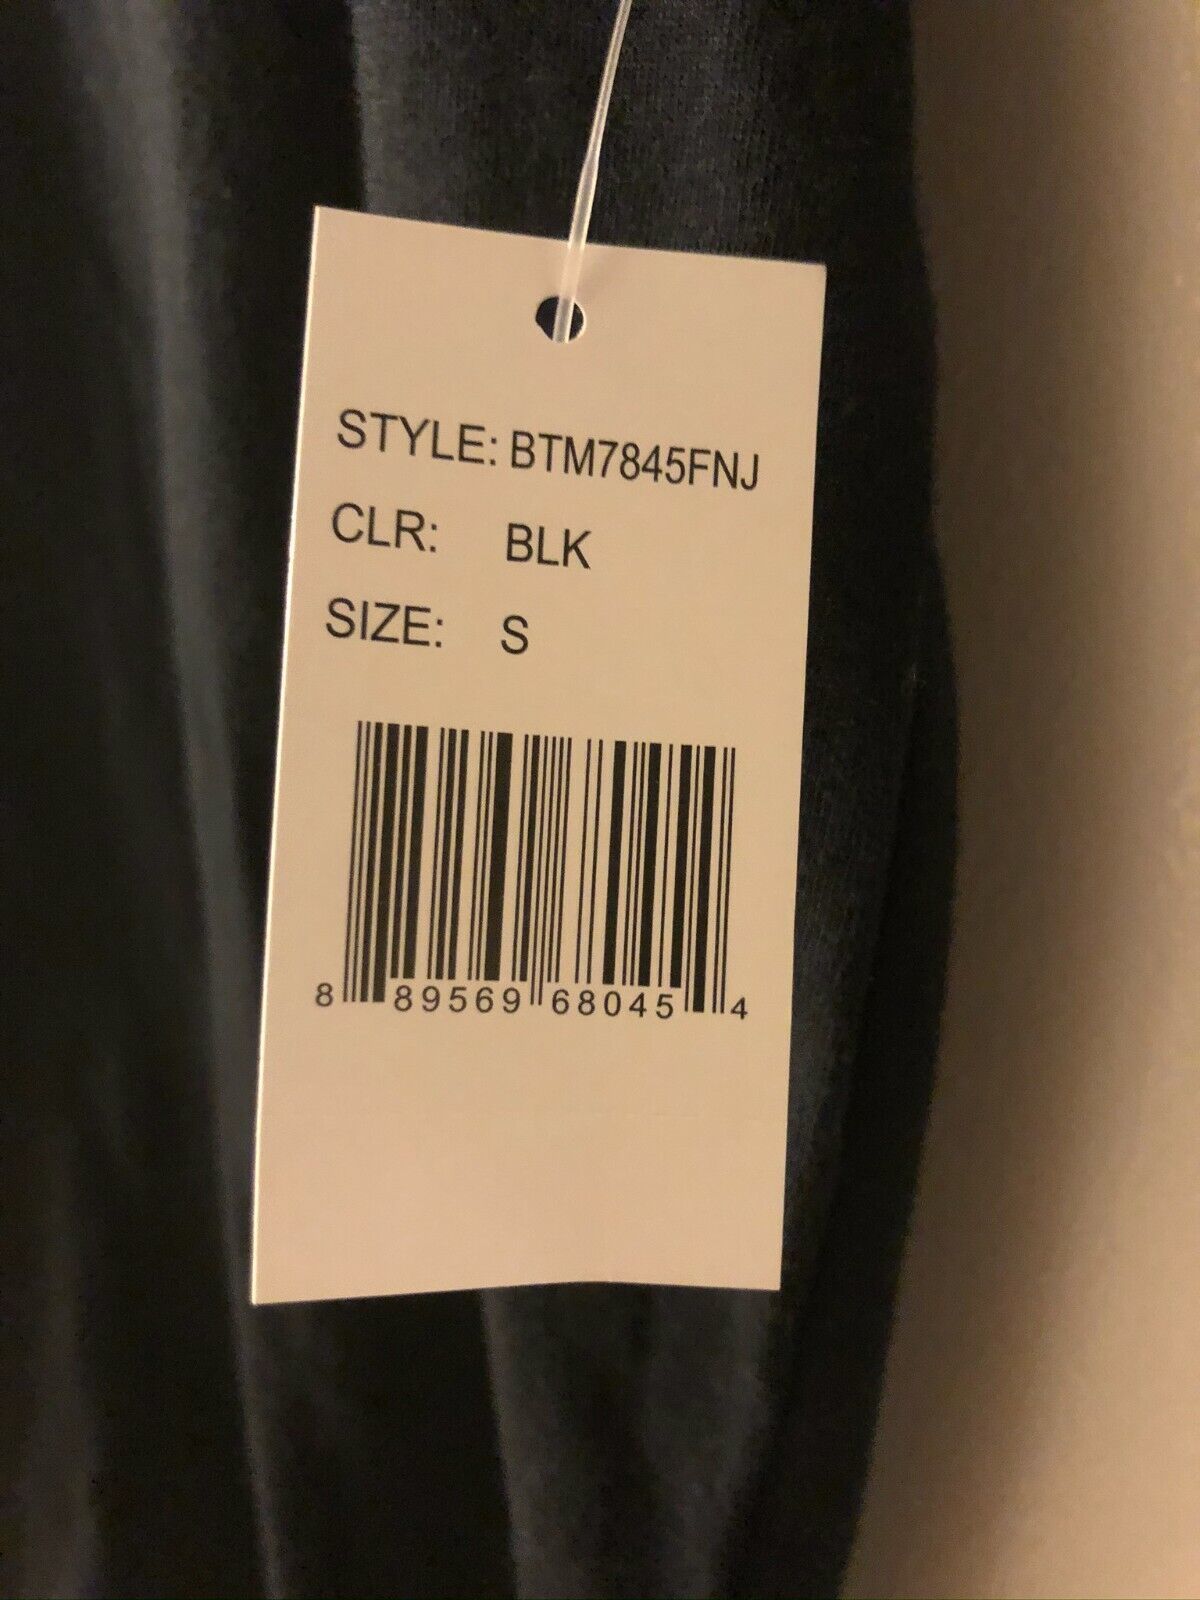 STYLE: BTM7845FNJ
CLR: BLK
SIZE: S
8 89569 68045 4